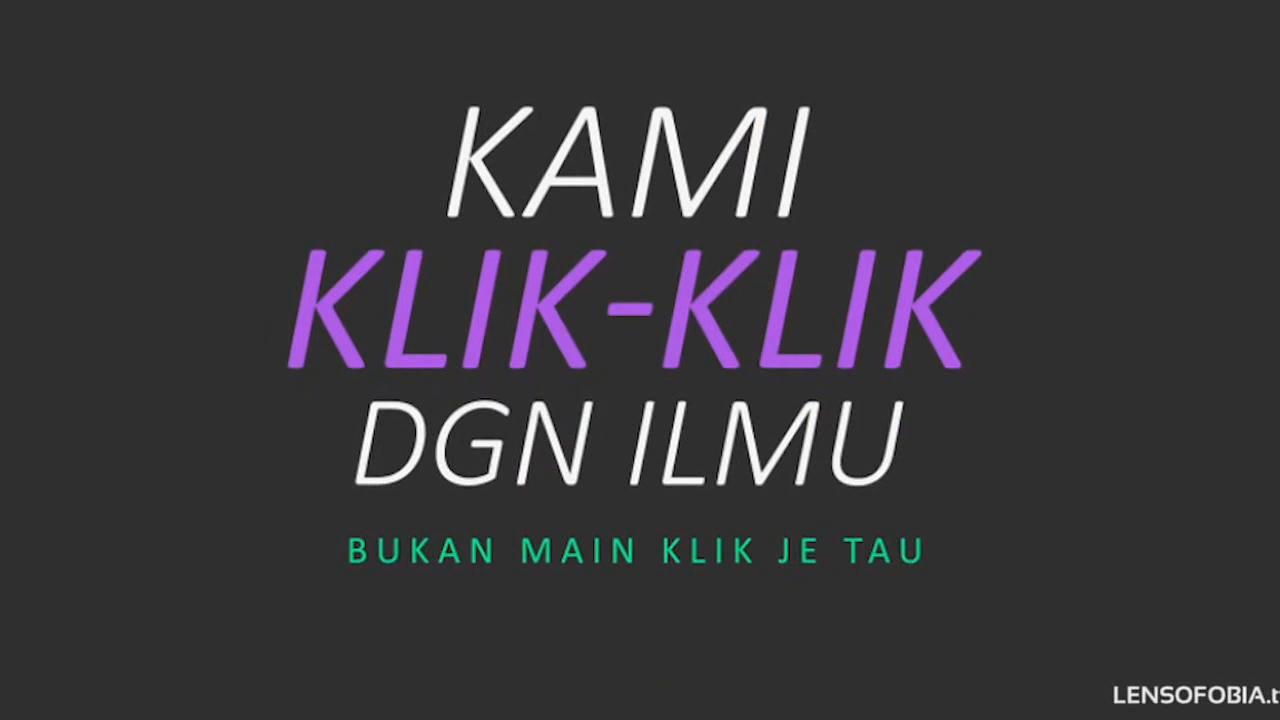 KAMI
KLIK-KLIK
DGN ILMU
BUKAN MAIN KLIK JE TAU
LENSOFOBIA.t